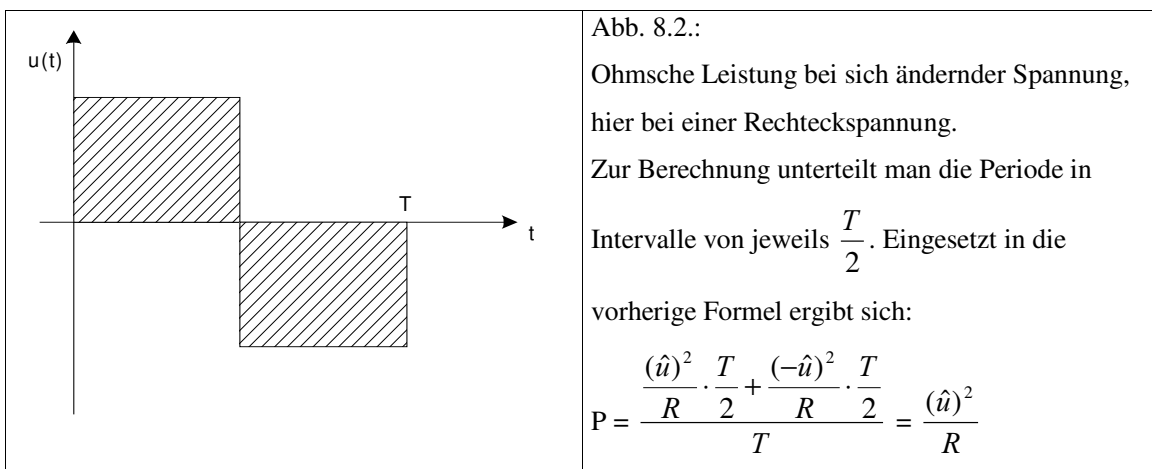 u(t)
T
t
Abb. 8.2.:
Ohmsche Leistung bei sich ändernder Spannung,
hier bei einer Rechteckspannung.
Zur Berechnung unterteilt man die Periode in
Intervalle von jeweils T/2. Eingesetzt in die
vorherige Formel ergibt sich:
P = ((û)²/R · T/2 + (−û)²/R · T/2)/T = (û)²/R